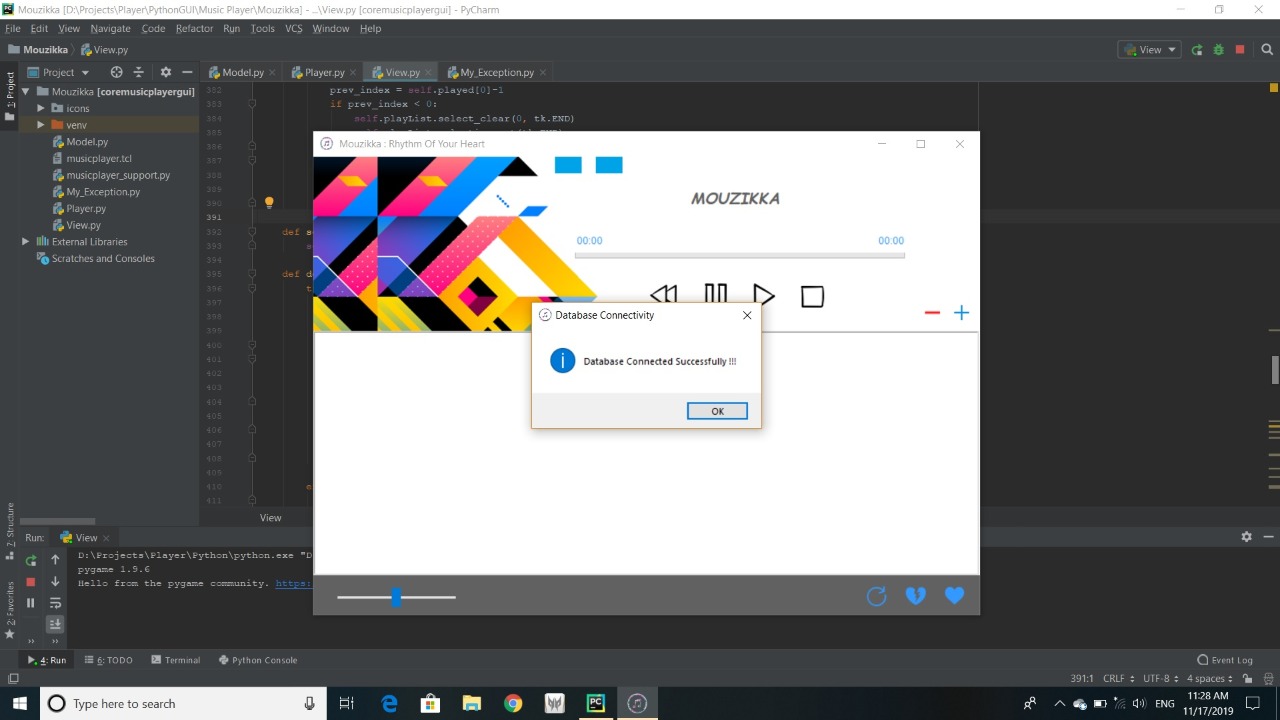 Mouzikka [D:\Projects\Player\PythonGUI\Music Player\Mouzikka] - ...\View.py [coremusicplayergui] - PyCharm
File Edit View Navigate Code Refactor Run Tools VCS Window Help
Mouzikka View.py View
1: Project
Project Model.py Player.py View.py My_Exception.py
Mouzikka [coremusicplayergui]
icons
venv
Model.py
musicplayer.tcl
musicplayer_support.py
My_Exception.py
Player.py
View.py
External Libraries
Scratches and Consoles
382 prev_index = self.played[0]-1
383 if prev_index < 0:
384 self.playList.select_clear(0, tk.END)
385
386
387
388
389
390
391
392 def s
393
394
395 def d
396 t
397
398
399
400
401
402
403
404
405
406
407
408
409
410 e
411
View
Mouzikka : Rhythm Of Your Heart
MOUZIKKA
00:00 00:00
Database Connectivity
Database Connected Successfully !!!
OK
7: Structure
2: Favorites
Run: View
D:\Projects\Player\Python\python.exe "D
pygame 1.9.6
Hello from the pygame community. https:
4: Run 6: TODO Terminal Python Console Event Log
391:1 CRLF UTF-8 4 spaces
Type here to search
ENG
11:28 AM
11/17/2019